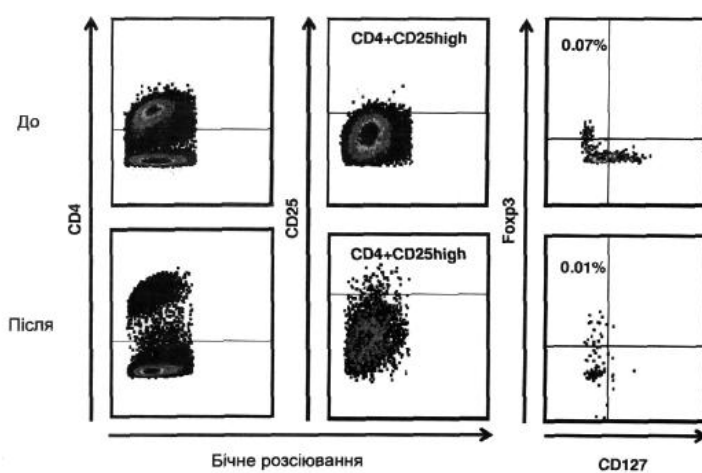 До
CD4
CD25
CD4+CD25high
Foxp3
0.07%
Після
CD4+CD25high
0.01%
Бічне розсіювання
CD127